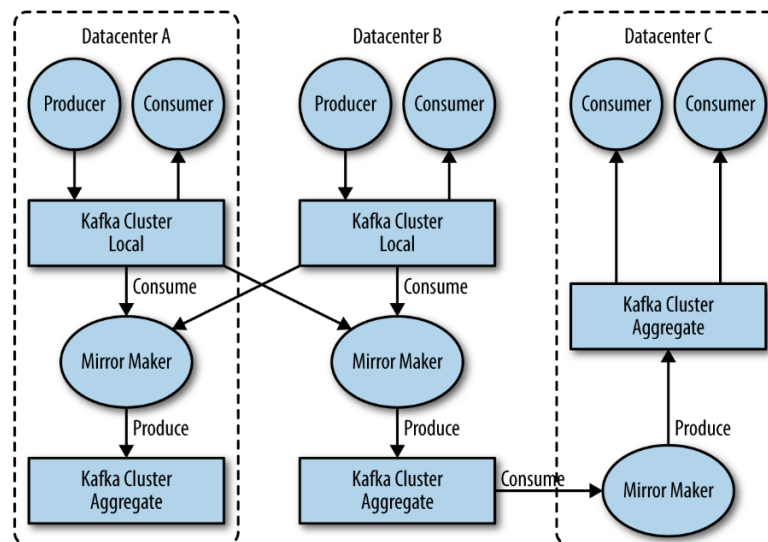 Datacenter A
Producer
Consumer
Kafka Cluster
Local
Consume
Mirror Maker
Produce
Kafka Cluster
Aggregate
Datacenter B
Producer
Consumer
Kafka Cluster
Local
Consume
Mirror Maker
Produce
Kafka Cluster
Aggregate
Consume
Datacenter C
Consumer
Consumer
Kafka Cluster
Aggregate
Produce
Mirror Maker